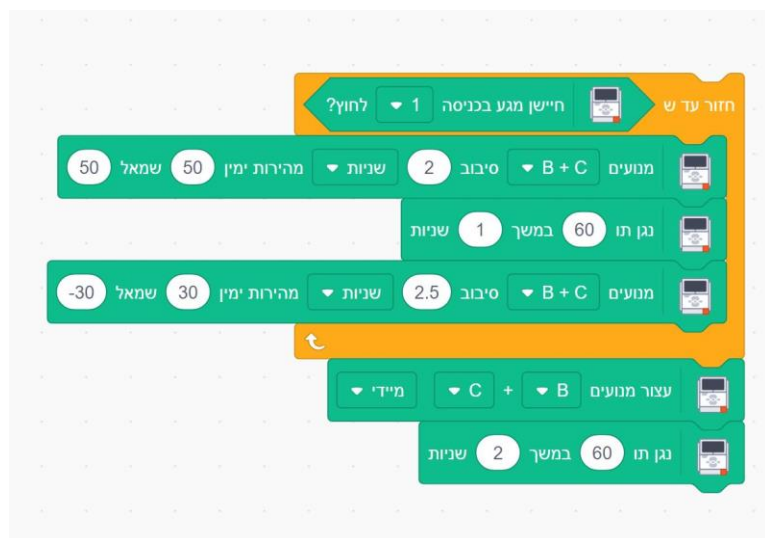 חזור עד ש חיישן מגע בכניסה 1 לחוץ?
מנועים B + C סיבוב 2 שניות מהירות ימין 50 שמאל 50
נגן תו 60 במשך 1 שניות
מנועים B + C סיבוב 2.5 שניות מהירות ימין 30 שמאל -30
עצור מנועים B + C מיידי
נגן תו 60 במשך 2 שניות